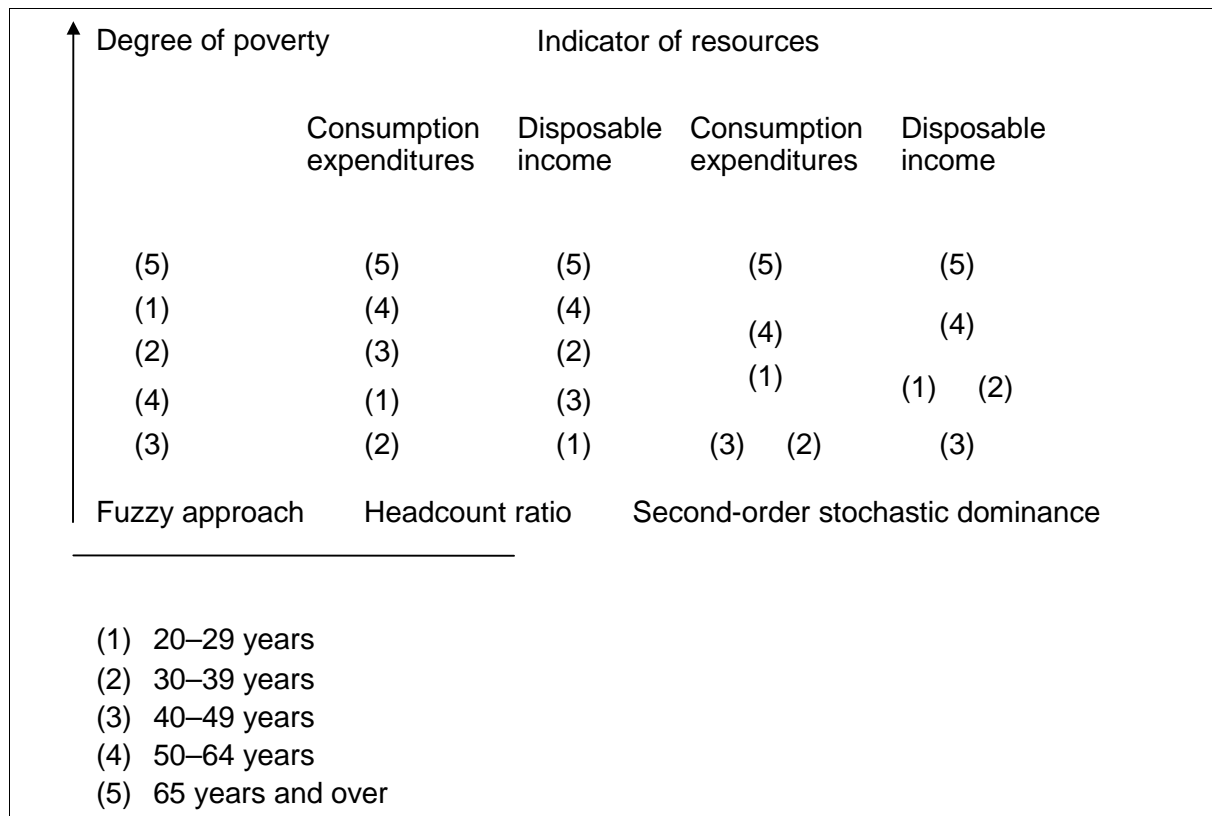 Degree of poverty Indicator of resources
Consumption Disposable Consumption Disposable
expenditures income expenditures income
(5) (5) (5) (5) (5)
(1) (4) (4) (4) (4)
(2) (3) (2) (1) (1) (2)
(4) (1) (3)
(3) (2) (1) (3) (2) (3)
Fuzzy approach Headcount ratio Second-order stochastic dominance
(1) 20–29 years
(2) 30–39 years
(3) 40–49 years
(4) 50–64 years
(5) 65 years and over